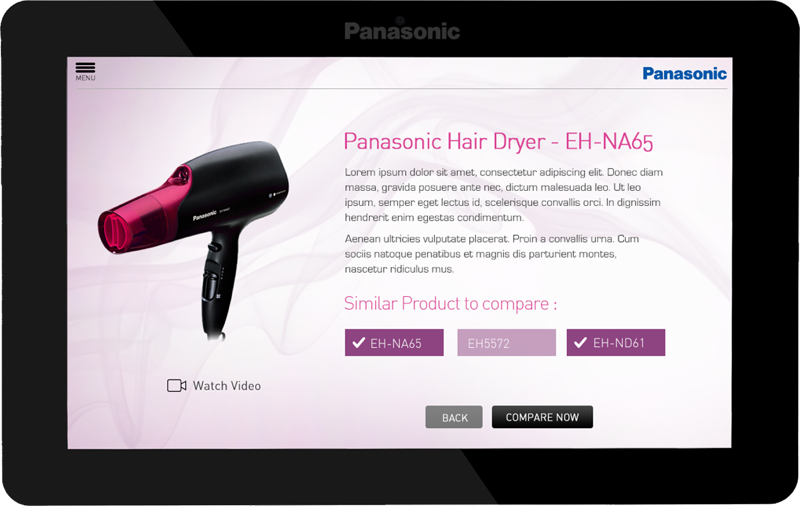 Panasonic
MENU
Panasonic
Panasonic Hair Dryer - EH-NA65
Lorem ipsum dolor sit amet, consectetur adipiscing elit. Donec diam
massa, gravida posuere ante nec, dictum malesuada leo. Ut leo
ipsum, semper eget lectus id, scelerisque convallis orci. In dignissim
hendrerit enim egestas condimentum.
Aenean ultricies vulputate placerat. Proin a convallis urna. Cum
sociis natoque penatibus et magnis dis parturient montes,
nascetur ridiculus mus.
Panasonic
Similar Product to compare :
EH-NA65
EH5572
EH-ND61
Watch Video
BACK
COMPARE NOW